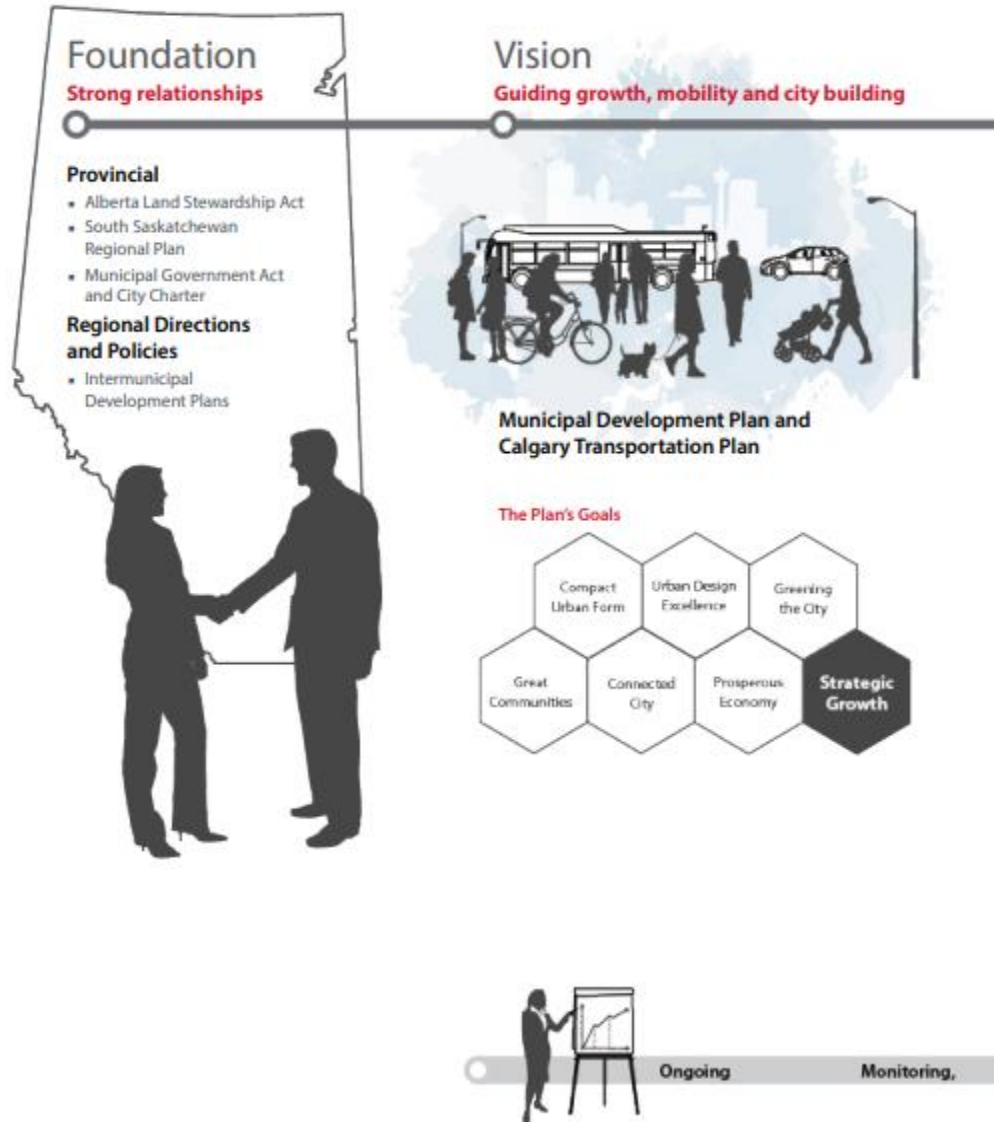 Foundation
Strong relationships
Provincial
▪ Alberta Land Stewardship Act
▪ South Saskatchewan
Regional Plan
▪ Municipal Government Act
and City Charter
Regional Directions
and Policies
▪ Intermunicipal
Development Plans
Vision
Guiding growth, mobility and city building
Municipal Development Plan and
Calgary Transportation Plan
The Plan's Goals
Compact
Urban Form
Urban Design
Excellence
Greening
the City
Great
Communities
Connected
City
Prosperous
Economy
Strategic
Growth
Ongoing Monitoring,